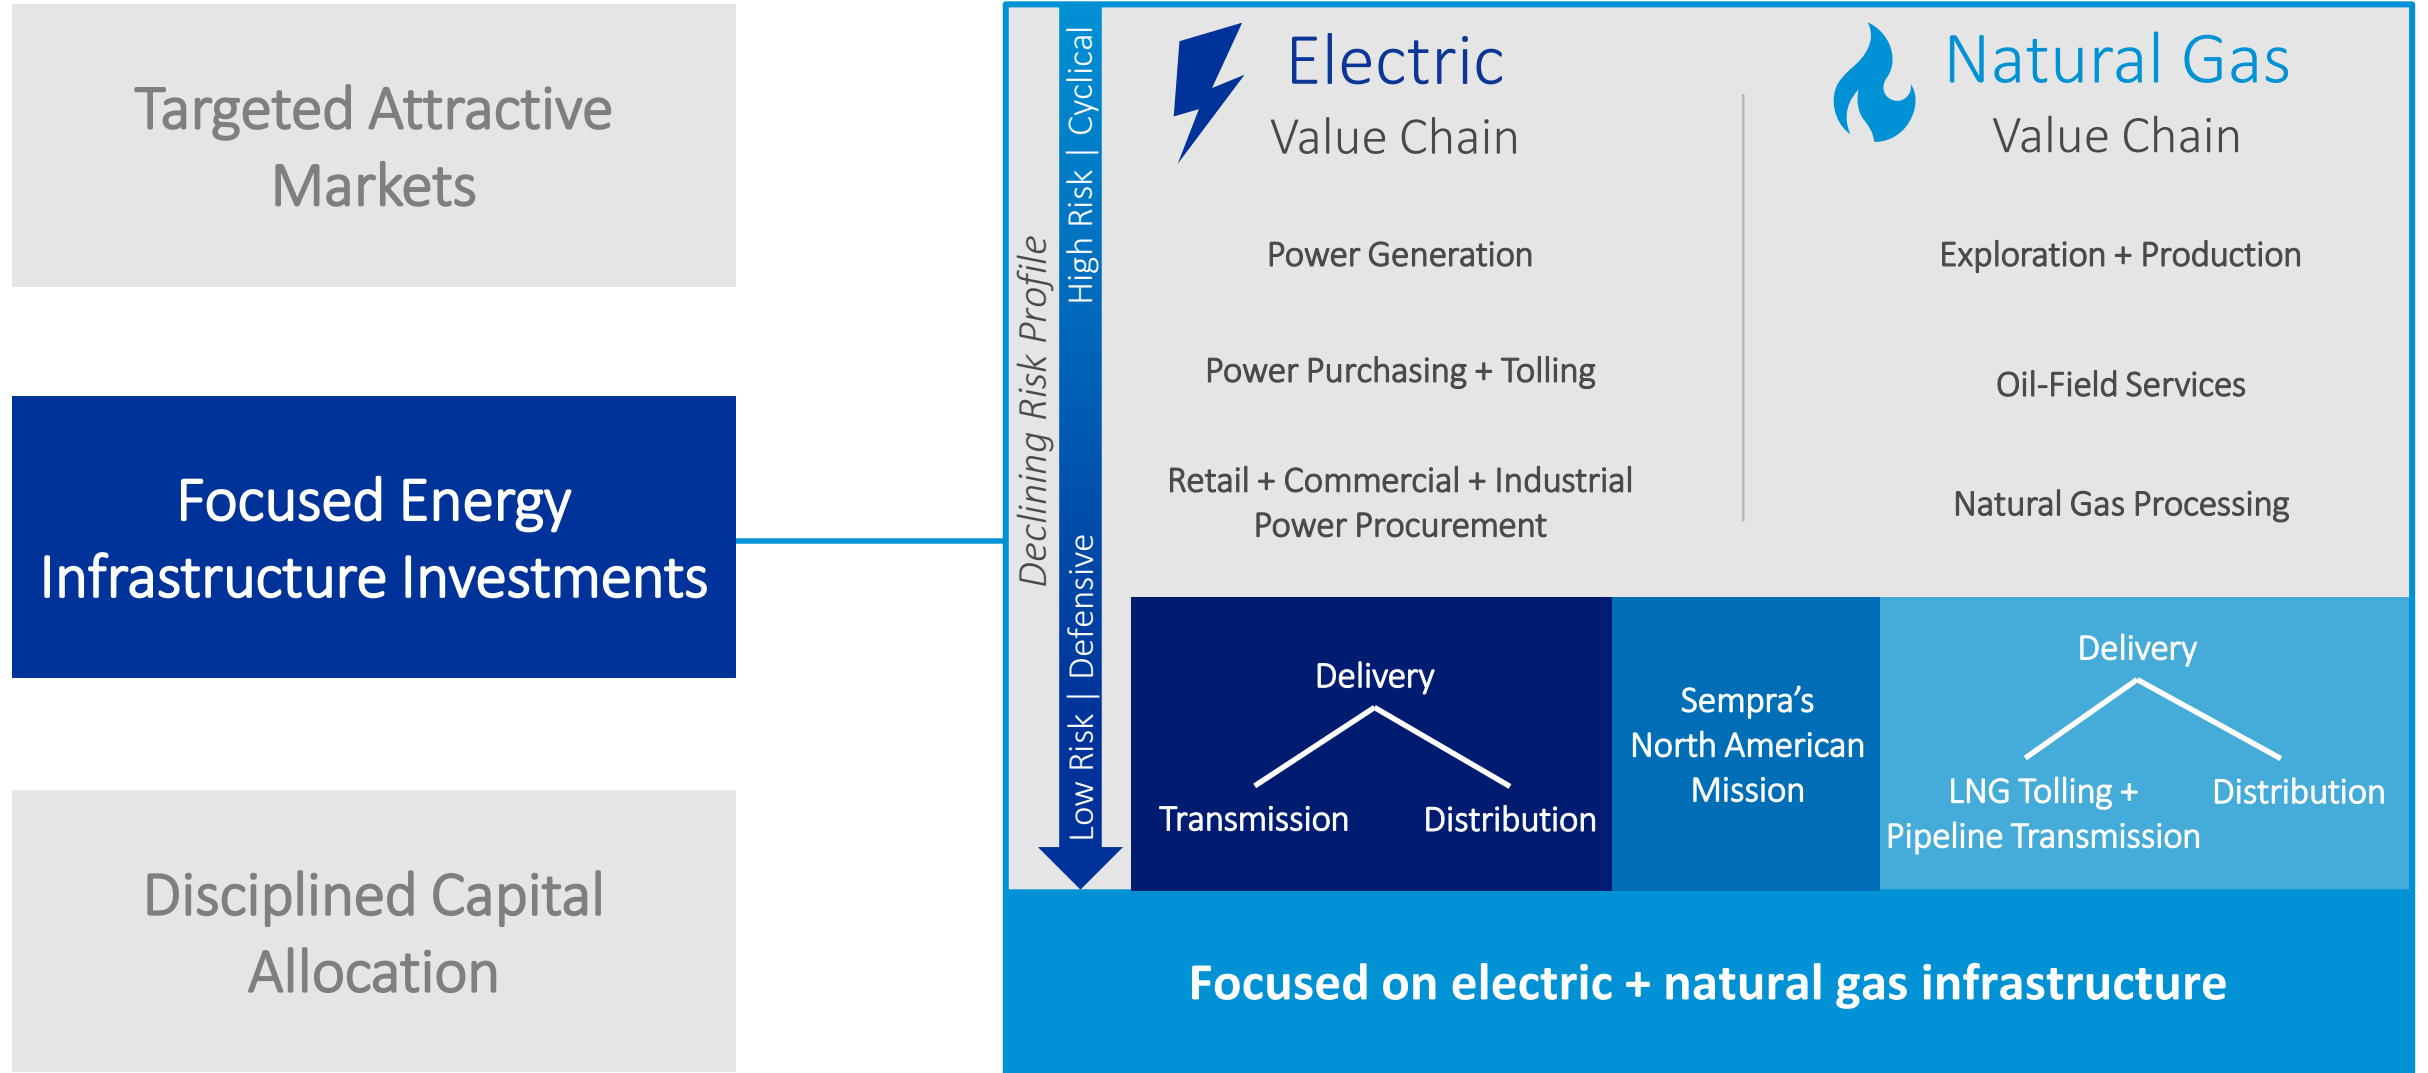 Targeted Attractive
Markets
Focused Energy
Infrastructure Investments
Disciplined Capital
Allocation
Declining Risk Profile
High Risk | Cyclical
Low Risk | Defensive
Electric
Value Chain
Power Generation
Power Purchasing + Tolling
Retail + Commercial + Industrial
Power Procurement
Natural Gas
Value Chain
Exploration + Production
Oil-Field Services
Natural Gas Processing
Delivery
Transmission
Distribution
Sempra’s
North American
Mission
Delivery
LNG Tolling +
Pipeline Transmission
Distribution
Focused on electric + natural gas infrastructure